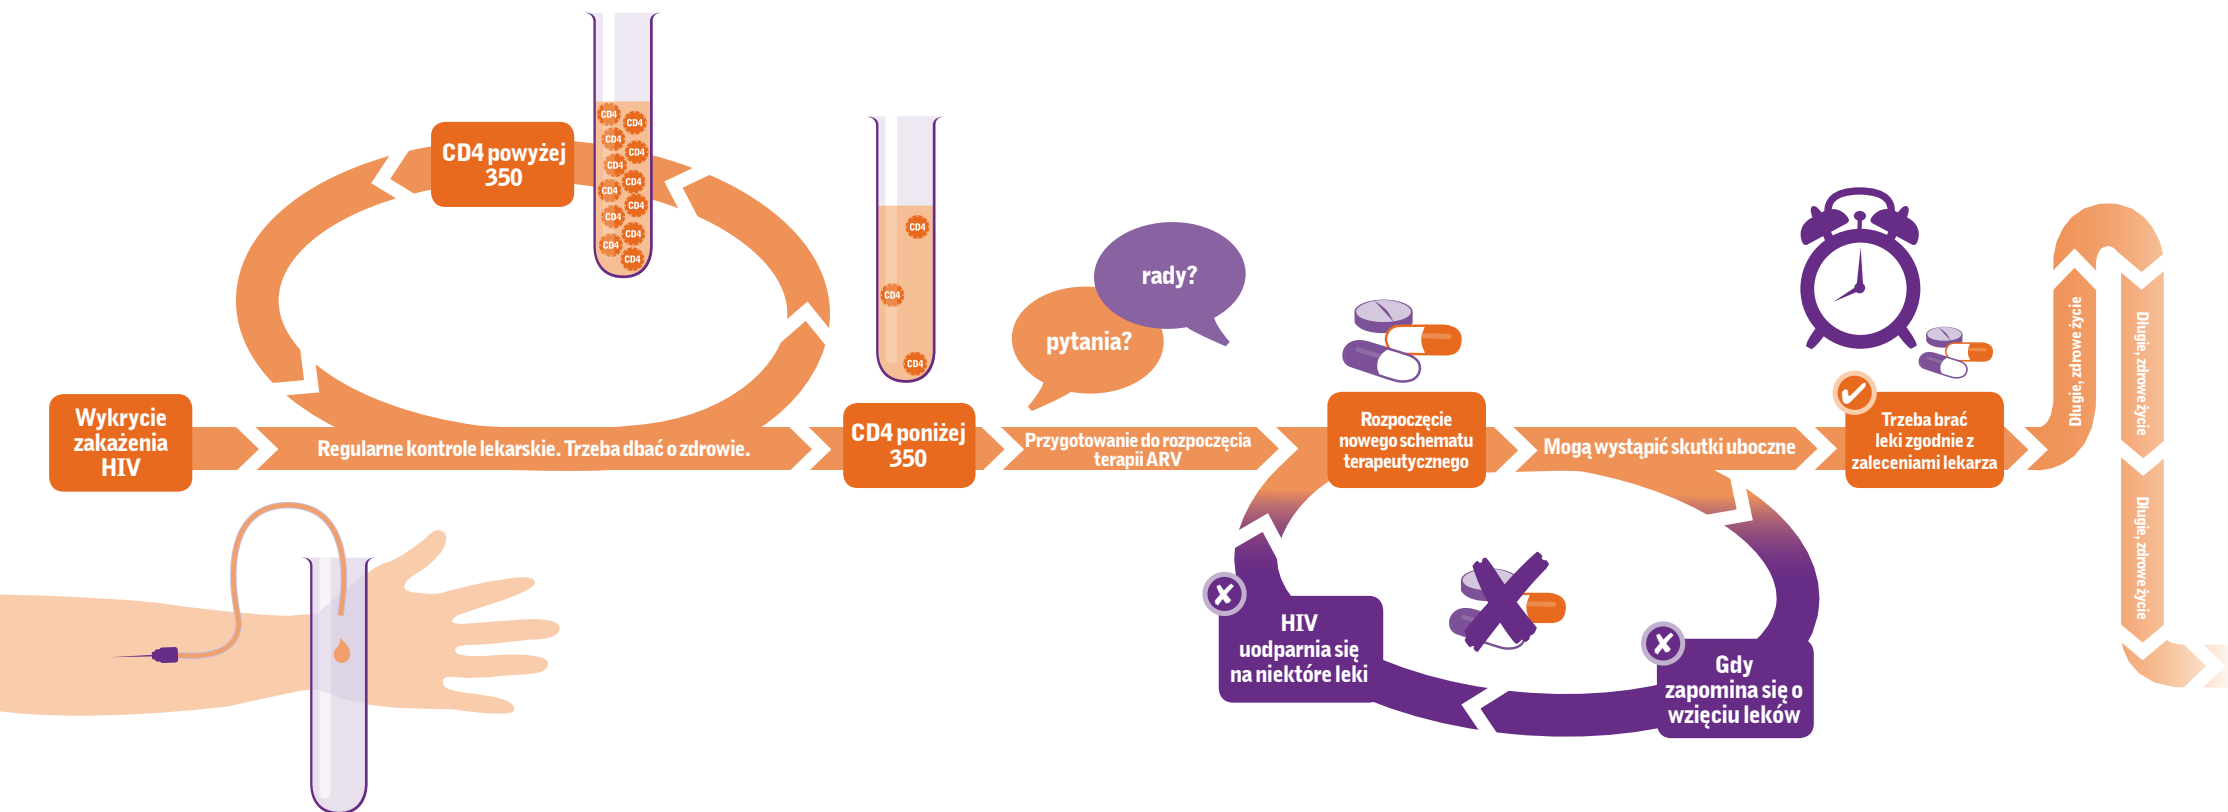 Wykrycie
zakażenia
HIV
Regularne kontrole lekarskie. Trzeba dbać o zdrowie.
CD4 powyżej
350
CD4
CD4
CD4
CD4
CD4
CD4
CD4
CD4
CD4
CD4
CD4
CD4
CD4 poniżej
350
CD4
CD4
CD4
pytania?
rady?
Przygotowanie do rozpoczęcia
terapii ARV
Rozpoczęcie
nowego schematu
terapeutycznego
Mogą wystąpić skutki uboczne
Gdy
zapomina się o
wzięciu leków
HIV
uodparnia się
na niektóre leki
Trzeba brać
leki zgodnie z
zaleceniami lekarza
Długie, zdrowe życie
Długie, zdrowe życie
Długie, zdrowe życie